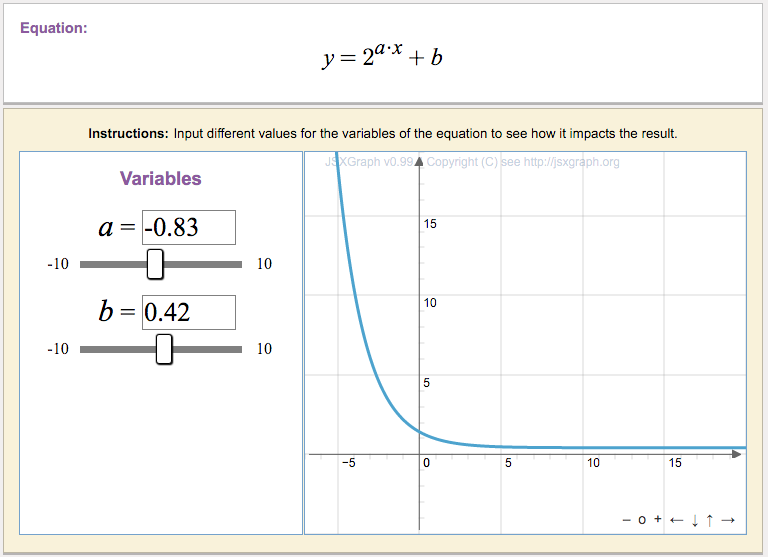 Equation:
y = 2^{a·x} + b
Instructions: Input different values for the variables of the equation to see how it impacts the result.
Variables
a = -0.83
-10 10
b = 0.42
-10 10
JSXGraph v0.99 Copyright (C) see http://jsxgraph.org
15
10
5
−5 0 5 10 15
− o + ← ↓ ↑ →